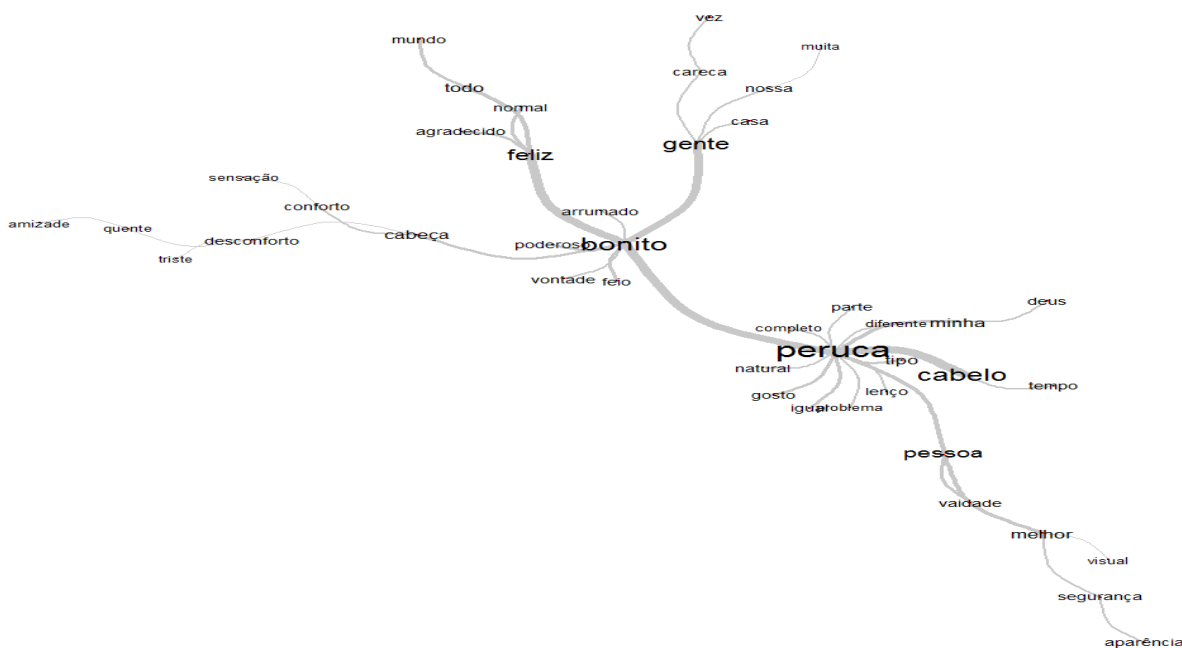 vez
mundo
muita
careca
todo
nossa
normal
casa
agradecido
gente
feliz
sensação
conforto
arrumado
amizade
quente
cabeça
desconforto
poderoso
bonito
triste
vontade
feio
deus
parte
completo
diferente
minha
peruca
tipo
natural
cabelo
tempo
gosto
lenço
igual
problema
pessoa
vaidade
melhor
visual
segurança
aparência